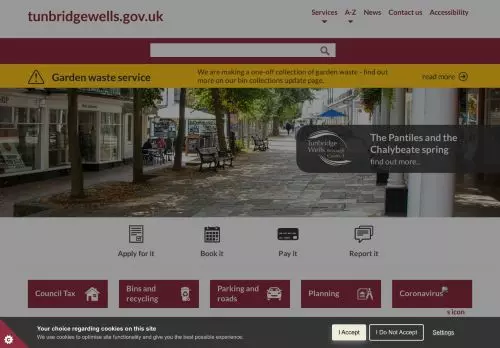 tunbridgewells.gov.uk
Services A-Z News Contact us Accessibility
Garden waste service
We are making a one-off collection of garden waste - find out
more on our bin collections update page.
read more
Tunbridge
Wells Borough
Council
The Pantiles and the
Chalybeate spring
find out more..
Apply for it Book it Pay it Report it
Council Tax
Bins and
recycling
Parking and
roads
Planning
Coronavirus
s icon
Your choice regarding cookies on this site
We use cookies to optimise site functionality and give you the best possible experience.
I Accept
I Do Not Accept
Settings